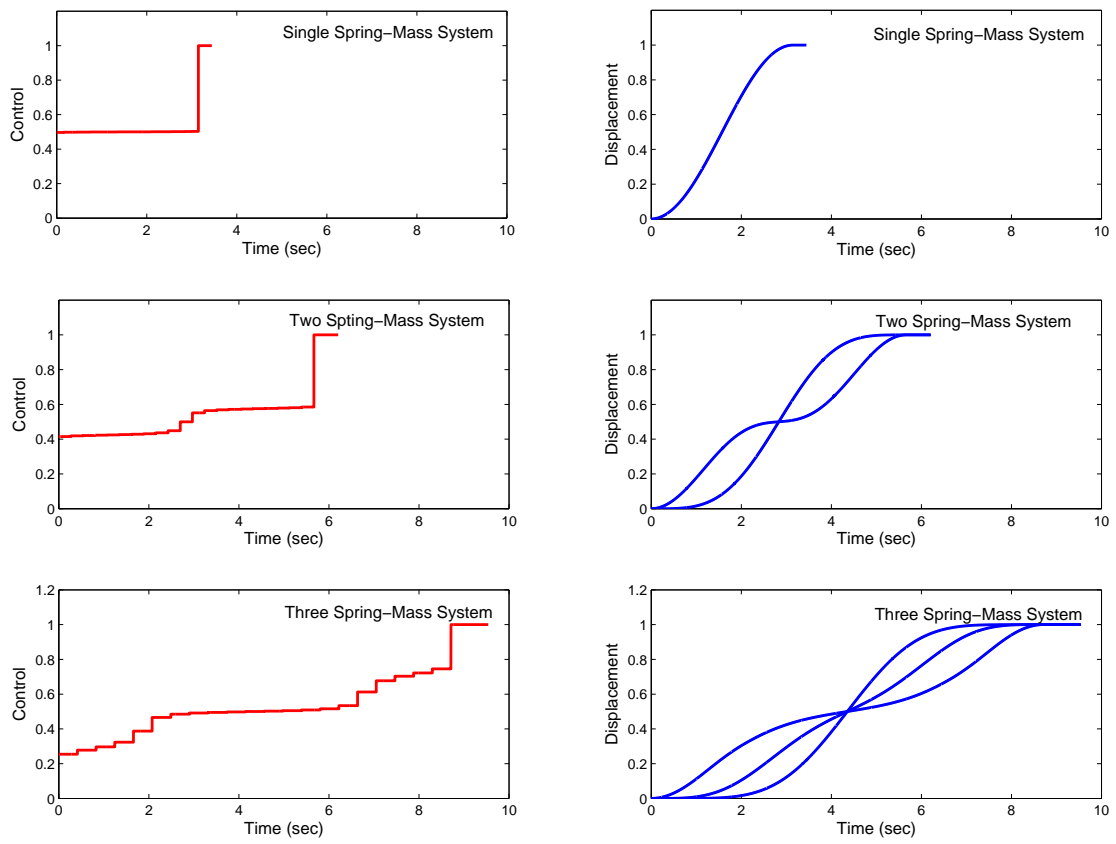 Single Spring−Mass System
1
0.8
0.6
0.4
0.2
0
Control
0 2 4 6 8 10
Time (sec)
Single Spring−Mass System
1
0.8
0.6
0.4
0.2
0
Displacement
0 2 4 6 8 10
Time (sec)
Two Spting−Mass System
1
0.8
0.6
0.4
0.2
0
Control
0 2 4 6 8 10
Time (sec)
Two Spring−Mass System
1
0.8
0.6
0.4
0.2
0
Displacement
0 2 4 6 8 10
Time (sec)
Three Spring−Mass System
1.2
1
0.8
0.6
0.4
0.2
0
Control
0 2 4 6 8 10
Time (sec)
Three Spring−Mass System
1.2
1
0.8
0.6
0.4
0.2
0
Displacement
0 2 4 6 8 10
Time (sec)